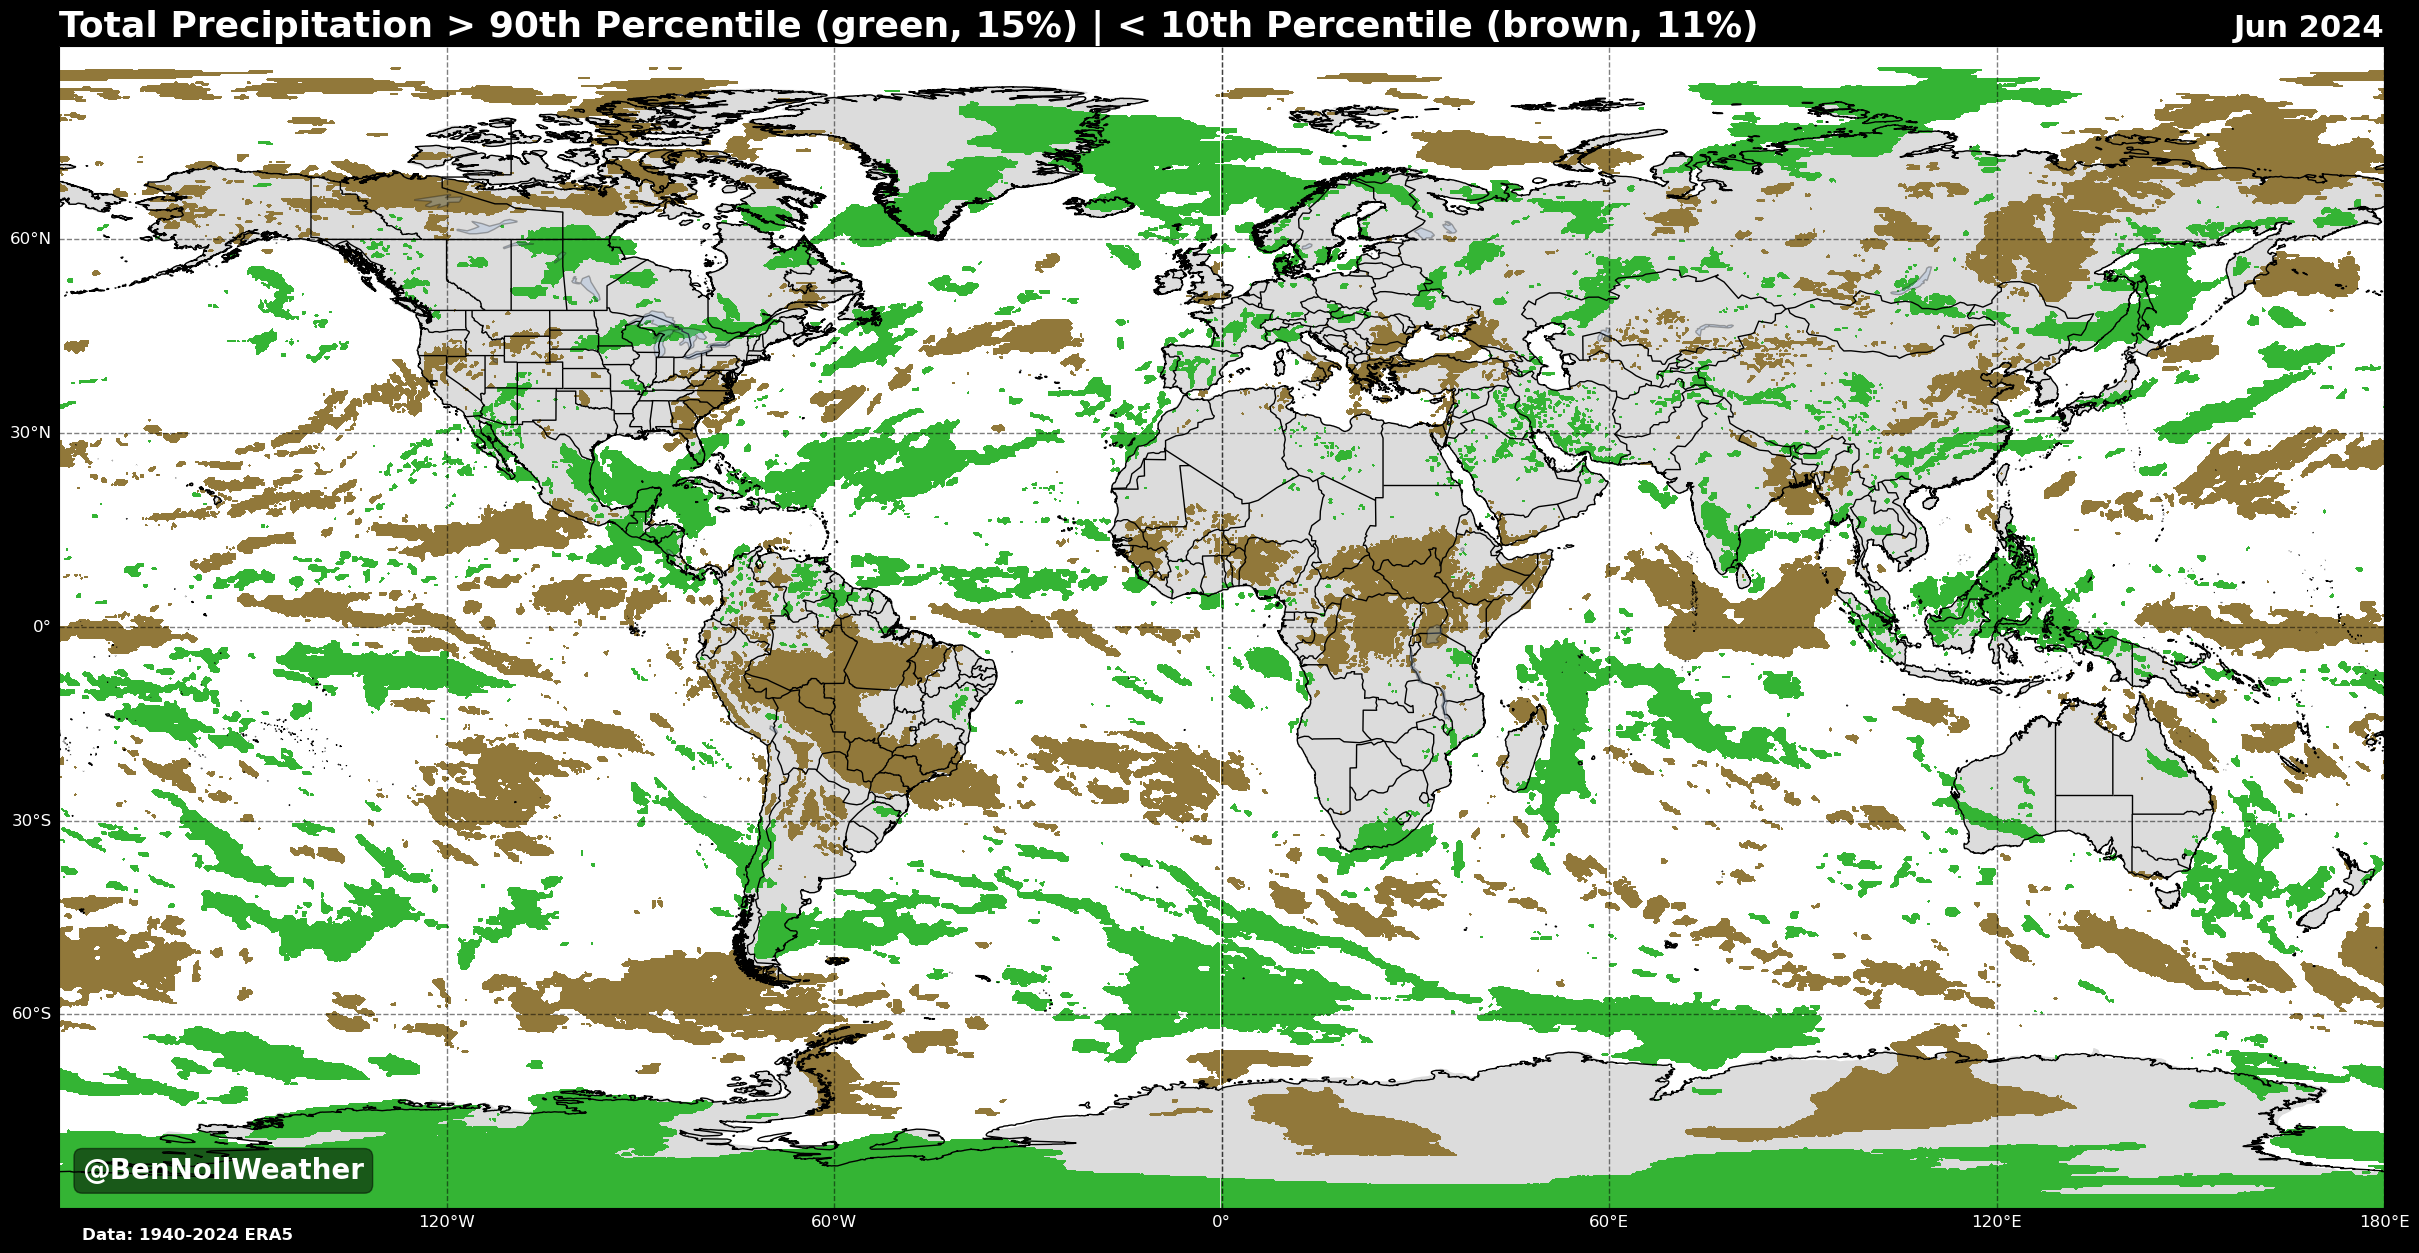 Total Precipitation > 90th Percentile (green, 15%) | < 10th Percentile (brown, 11%)
Jun 2024
60°N
30°N
0°
30°S
60°S
@BenNollWeather
120°W
60°W
0°
60°E
120°E
180°E
Data: 1940-2024 ERA5